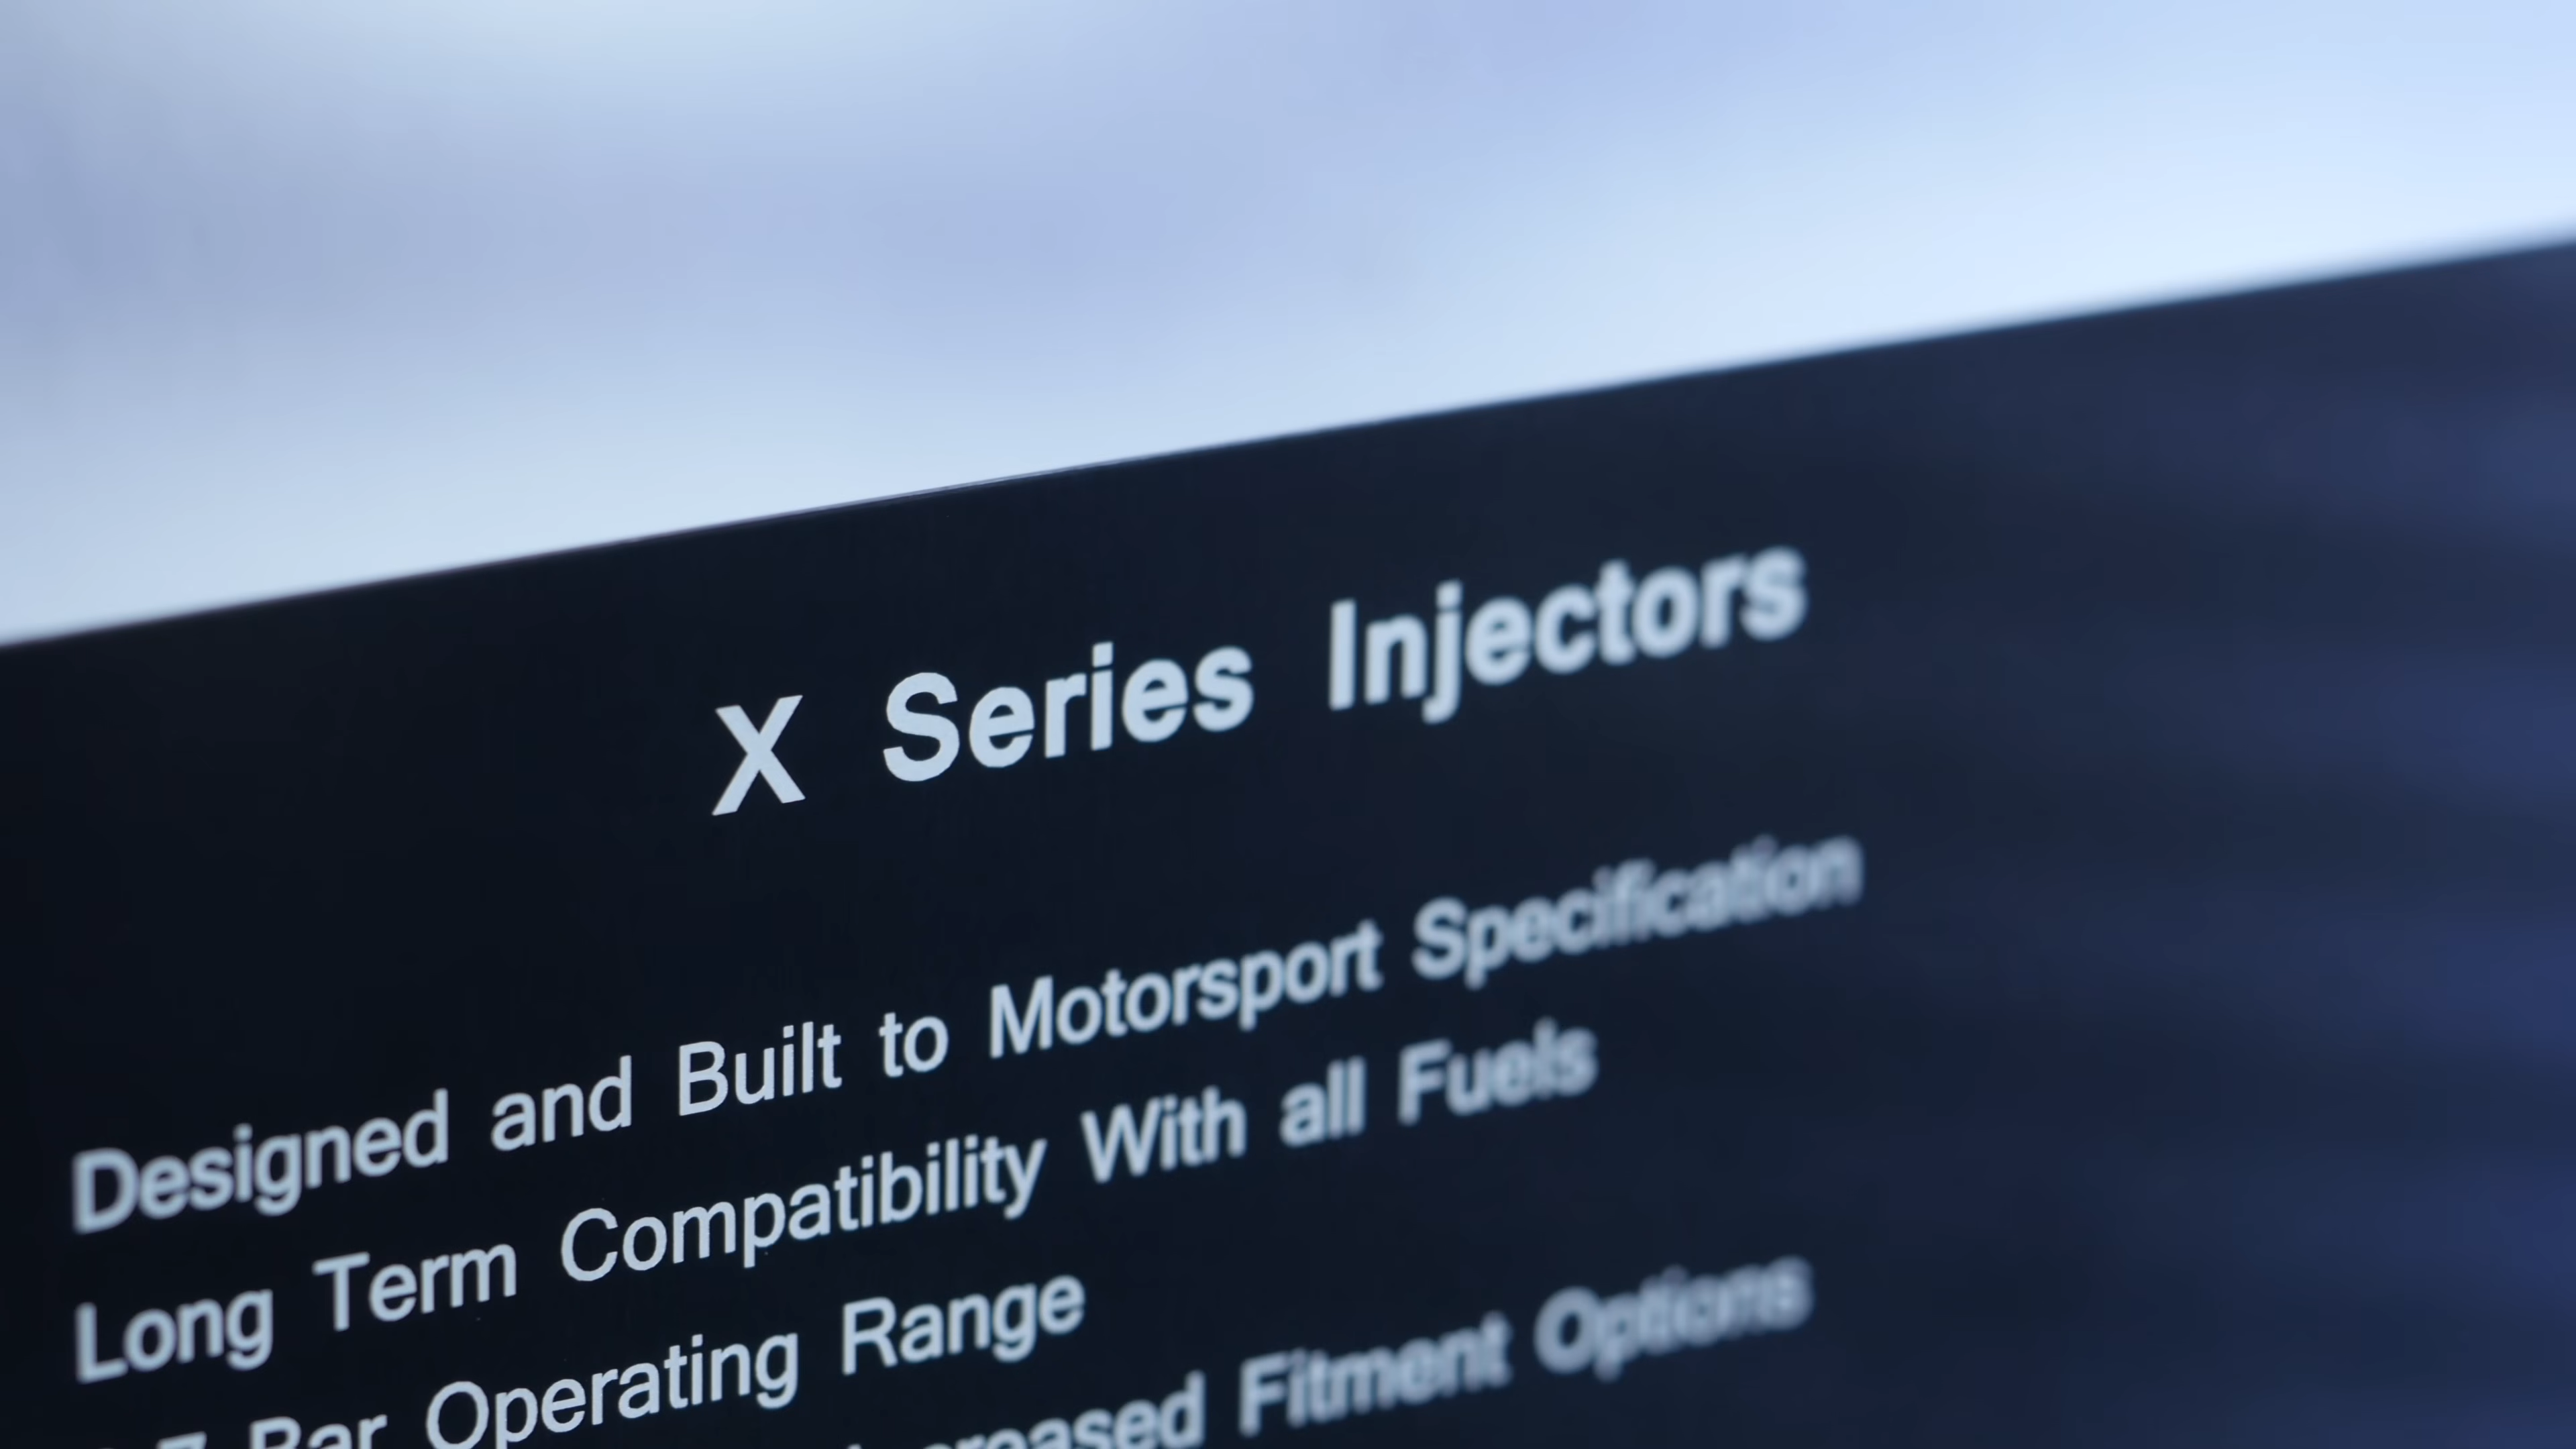 X Series Injectors
Designed and Built to Motorsport Specification
Long Term Compatibility With all Fuels
Bar Operating Range
Fitment Options